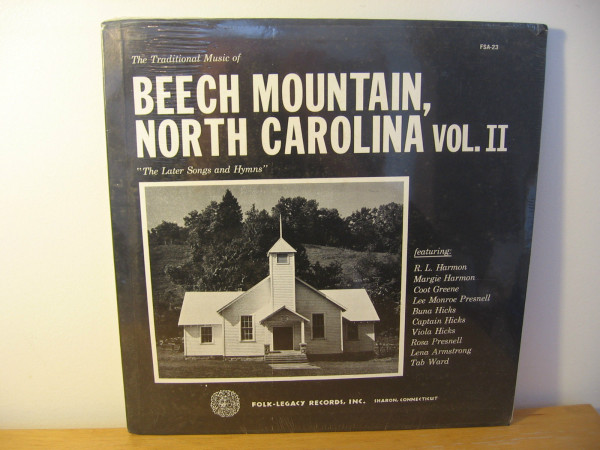 FSA-23
The Traditional Music of
BEECH MOUNTAIN,
NORTH CAROLINA VOL. II
"The Later Songs and Hymns"
featuring:
R. L. Harmon
Margie Harmon
Coot Greene
Lee Monroe Presnell
Buna Hicks
Captain Hicks
Viola Hicks
Rosa Presnell
Lena Armstrong
Tab Ward
FOLK-LEGACY RECORDS, INC. SHARON, CONNECTICUT